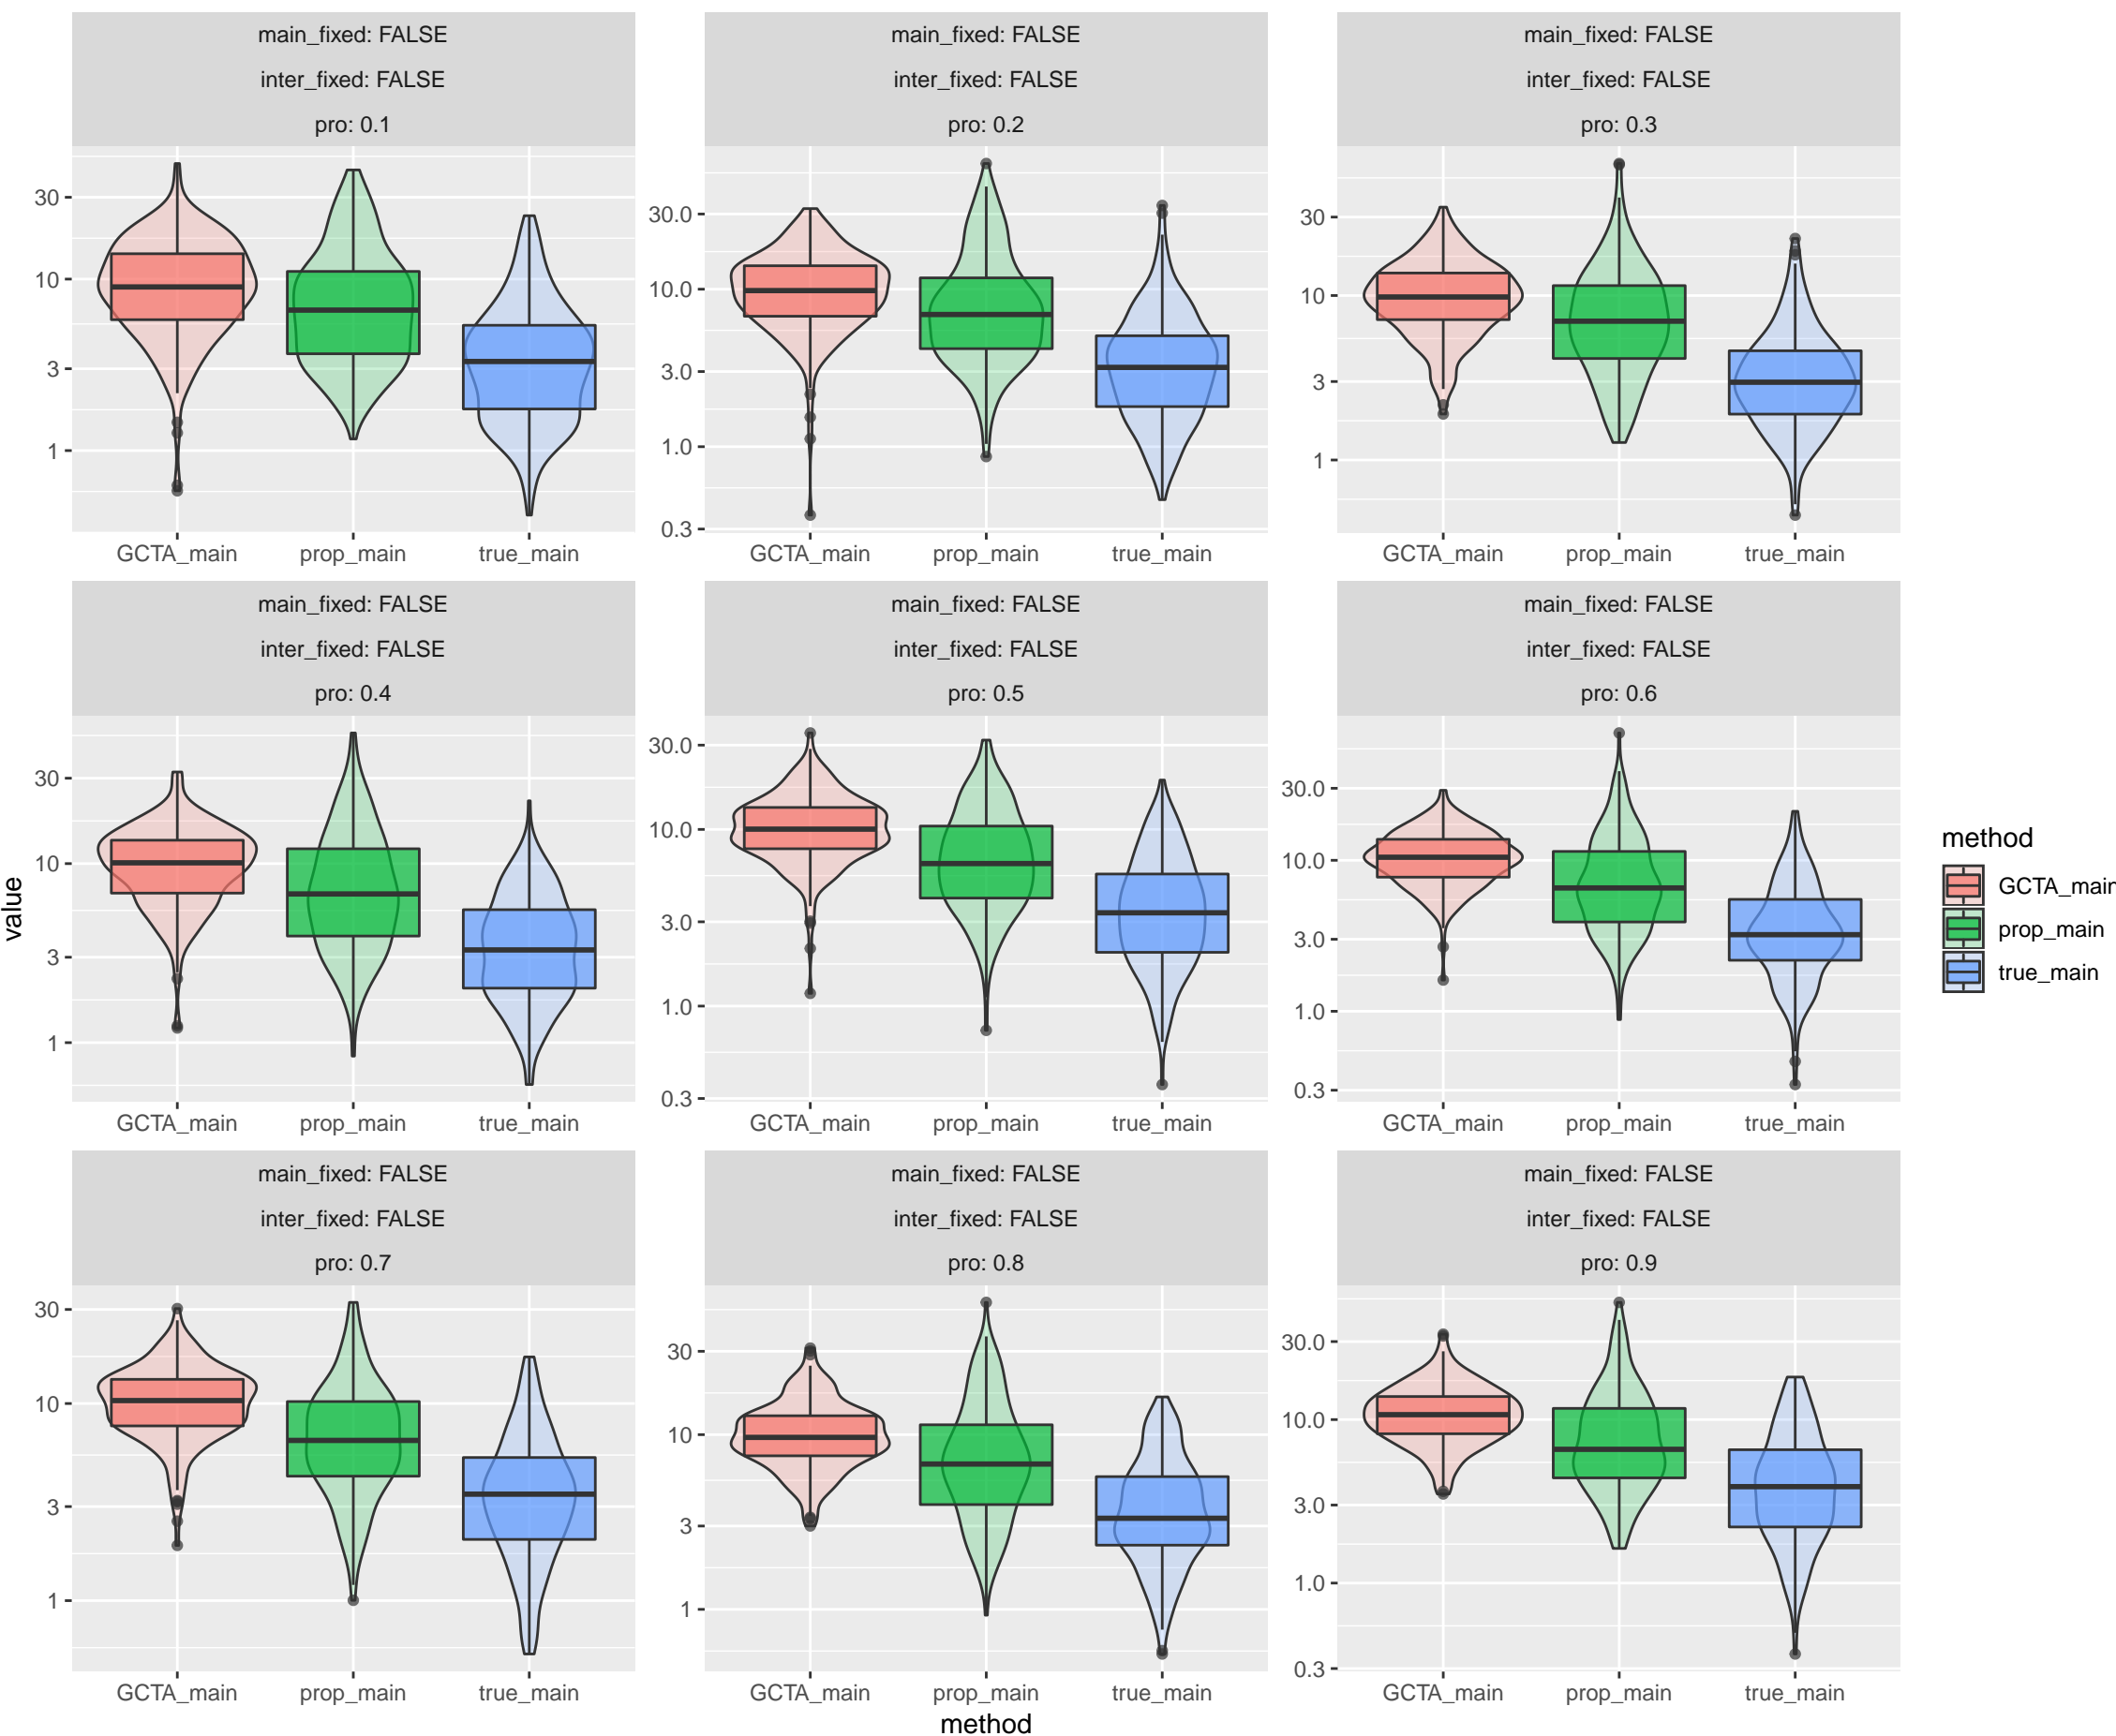 main_fixed: FALSE
inter_fixed: FALSE
pro: 0.1
main_fixed: FALSE
inter_fixed: FALSE
pro: 0.2
main_fixed: FALSE
inter_fixed: FALSE
pro: 0.3
30
10
3
1
30.0
10.0
3.0
1.0
0.3
30
10
3
1
GCTA_main prop_main true_main
GCTA_main prop_main true_main
GCTA_main prop_main true_main
main_fixed: FALSE
inter_fixed: FALSE
pro: 0.4
main_fixed: FALSE
inter_fixed: FALSE
pro: 0.5
main_fixed: FALSE
inter_fixed: FALSE
pro: 0.6
30
10
3
1
30.0
10.0
3.0
1.0
0.3
30.0
10.0
3.0
1.0
0.3
GCTA_main prop_main true_main
GCTA_main prop_main true_main
GCTA_main prop_main true_main
main_fixed: FALSE
inter_fixed: FALSE
pro: 0.7
main_fixed: FALSE
inter_fixed: FALSE
pro: 0.8
main_fixed: FALSE
inter_fixed: FALSE
pro: 0.9
30
10
3
1
30
10
3
1
30.0
10.0
3.0
1.0
0.3
GCTA_main prop_main true_main
GCTA_main prop_main true_main
GCTA_main prop_main true_main
method
value
method
GCTA_main
prop_main
true_main